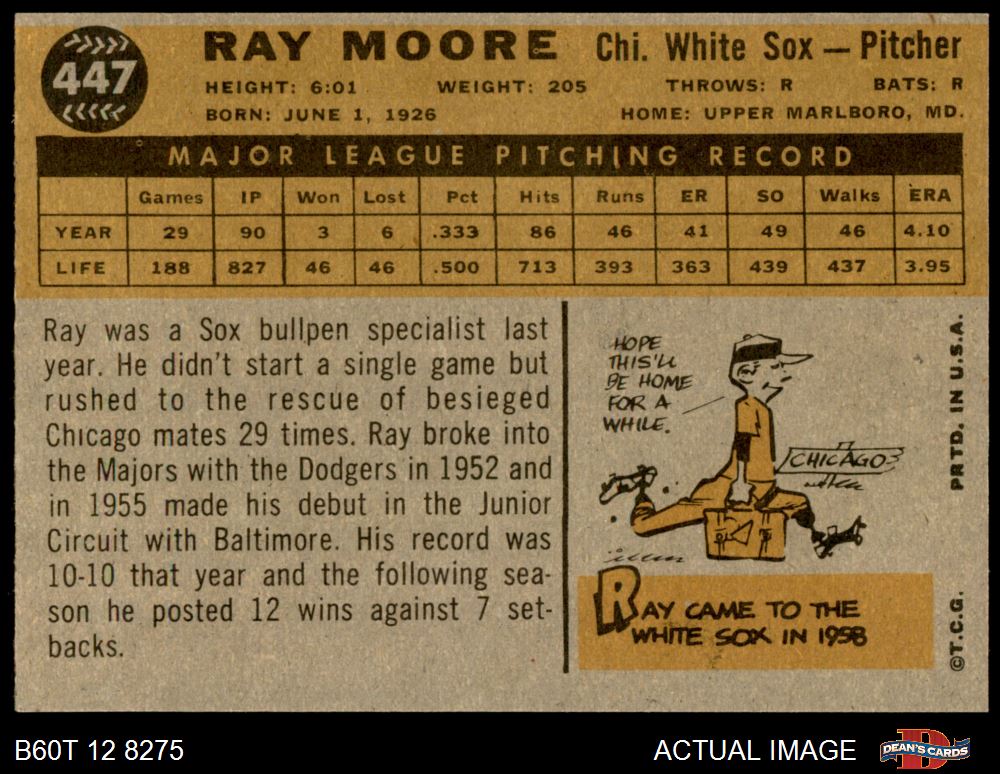 447
RAY MOORE Chi. White Sox — Pitcher
HEIGHT: 6:01 WEIGHT: 205 THROWS: R BATS: R
BORN: JUNE 1, 1926 HOME: UPPER MARLBORO, MD.
MAJOR LEAGUE PITCHING RECORD
Games IP Won Lost Pct Hits Runs ER SO Walks ERA
YEAR 29 90 3 6 .333 86 46 41 49 46 4.10
LIFE 188 827 46 46 .500 713 393 363 439 437 3.95
Ray was a Sox bullpen specialist last
year. He didn't start a single game but
rushed to the rescue of besieged
Chicago mates 29 times. Ray broke into
the Majors with the Dodgers in 1952 and
in 1955 made his debut in the Junior
Circuit with Baltimore. His record was
10-10 that year and the following sea-
son he posted 12 wins against 7 set-
backs.
HOPE
THIS'LL
BE HOME
FOR A
WHILE.
CHICAGO
RAY CAME TO THE
WHITE SOX IN 1958
PRTD. IN U.S.A.
©T.C.G.
B60T 12 8275
ACTUAL IMAGE
DEAN'S CARDS